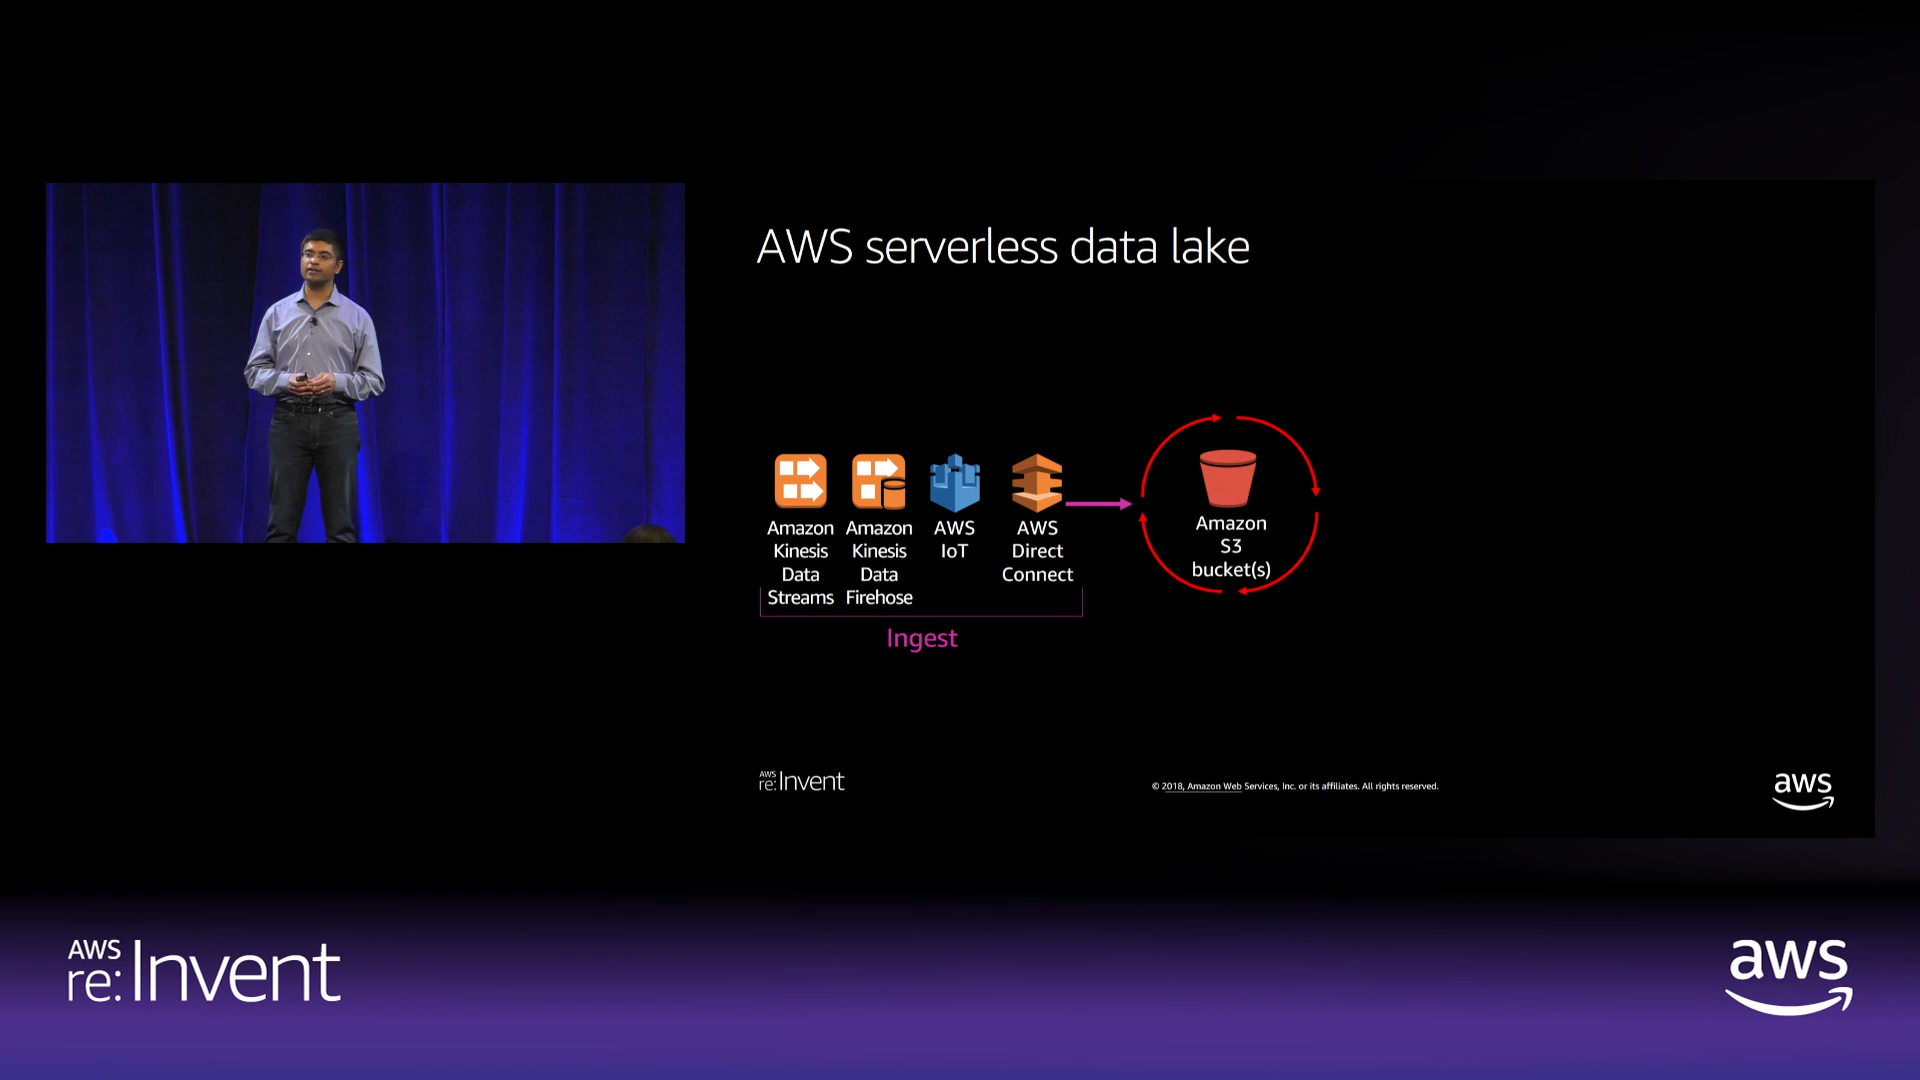 AWS serverless data lake
Amazon
Kinesis
Data
Streams
Amazon
Kinesis
Data
Firehose
AWS
IoT
AWS
Direct
Connect
Ingest
Amazon
S3
bucket(s)
AWS
re:Invent
© 2018, Amazon Web Services, Inc. or its affiliates. All rights reserved.
aws
AWS
re:Invent
aws